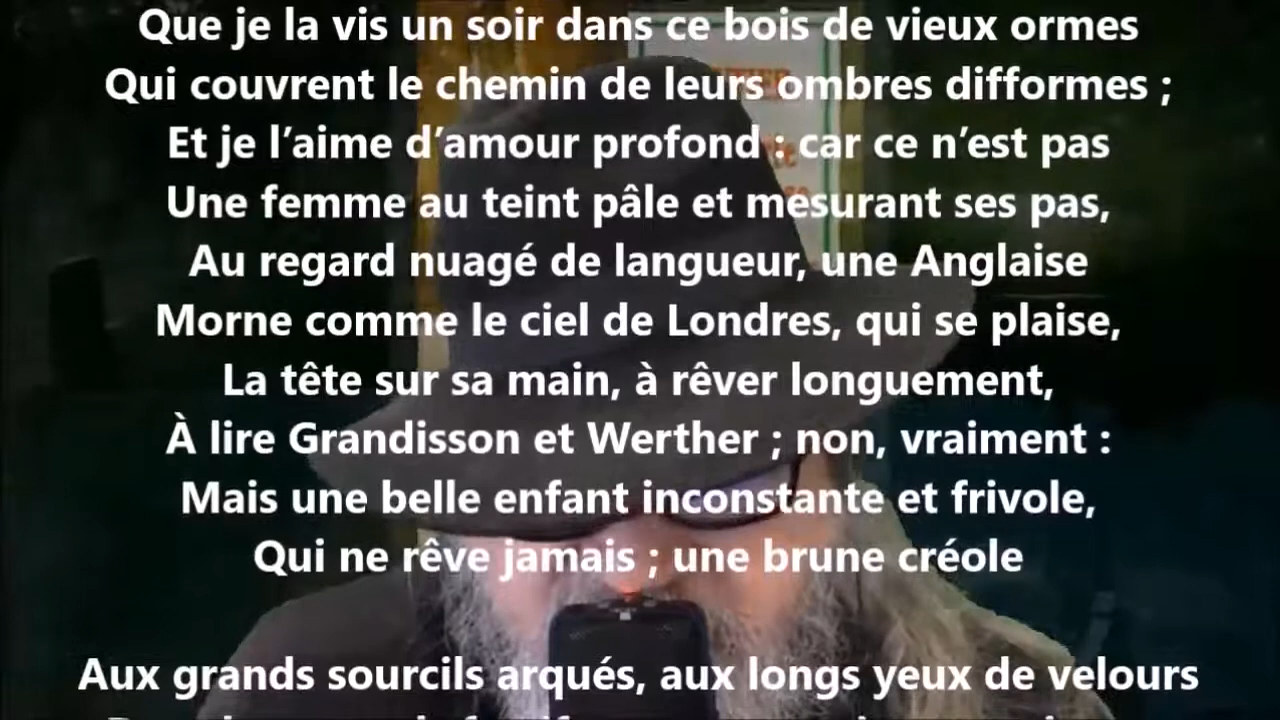 Que je la vis un soir dans ce bois de vieux ormes
Qui couvrent le chemin de leurs ombres difformes ;
Et je l’aime d’amour profond : car ce n’est pas
Une femme au teint pâle et mesurant ses pas,
Au regard nuagé de langueur, une Anglaise
Morne comme le ciel de Londres, qui se plaise,
La tête sur sa main, à rêver longuement,
À lire Grandisson et Werther ; non, vraiment :
Mais une belle enfant inconstante et frivole,
Qui ne rêve jamais ; une brune créole
Aux grands sourcils arqués, aux longs yeux de velours